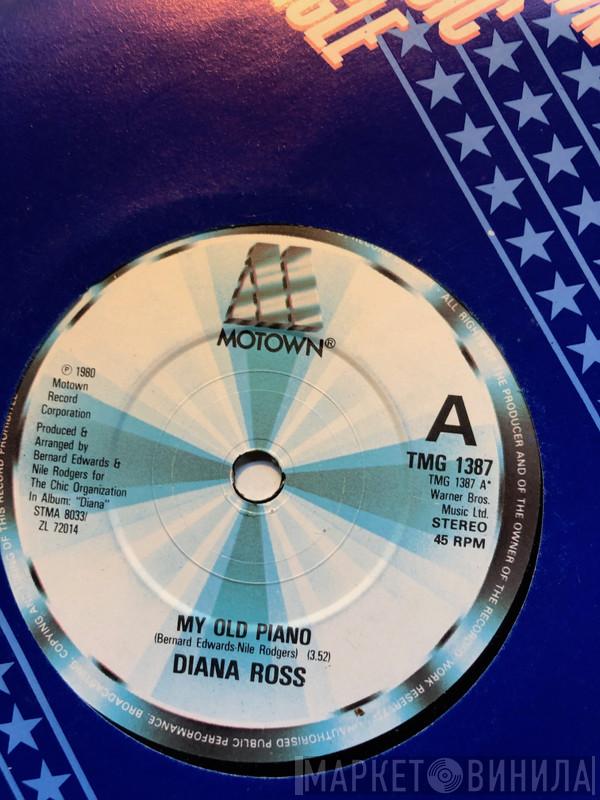 MOTOWN®
℗ 1980
Motown
Record
Corporation
Produced &
Arranged by
Bernard Edwards &
Nile Rodgers for
The Chic Organization
In Album: "Diana"
STMA 8033/
ZL 72014
A
TMG 1387
TMG 1387 A*
Warner Bros.
Music Ltd.
STEREO
45 RPM
MY OLD PIANO
(Bernard Edwards-Nile Rodgers) (3.52)
DIANA ROSS
ALL RIGHTS OF THE PRODUCER AND OF THE OWNER OF THE RECORDED WORK RESERVED. UNAUTHORISED PUBLIC PERFORMANCE, BROADCASTING, COPYING OF THIS RECORD PROHIBITED
МАРКЕТ ВИНИЛА